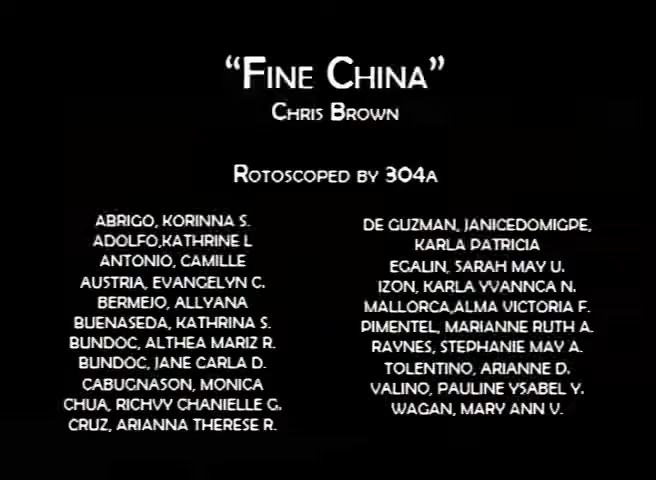 “Fine China”
Chris Brown
Rotoscoped by 304a
ABRIGO, KORINNA S.
ADOLFO,KATHRINE L
ANTONIO, CAMILLE
AUSTRIA, EVANGELYN C.
BERMEJO, ALLYANA
BUENASEDA, KATHRINA S.
BUNDOC, ALTHEA MARIZ R.
BUNDOC, JANE CARLA D.
CABUGNASON, MONICA
CHUA, RICHVY CHANIELLE G.
CRUZ, ARIANNA THERESE R.
DE GUZMAN, JANICEDOMIGPE,
KARLA PATRICIA
EGALIN, SARAH MAY U.
IZON, KARLA YVANNCA N.
MALLORCA,ALMA VICTORIA F.
PIMENTEL, MARIANNE RUTH A.
RAYNES, STEPHANIE MAY A.
TOLENTINO, ARIANNE D.
VALINO, PAULINE YSABEL Y.
WAGAN, MARY ANN V.